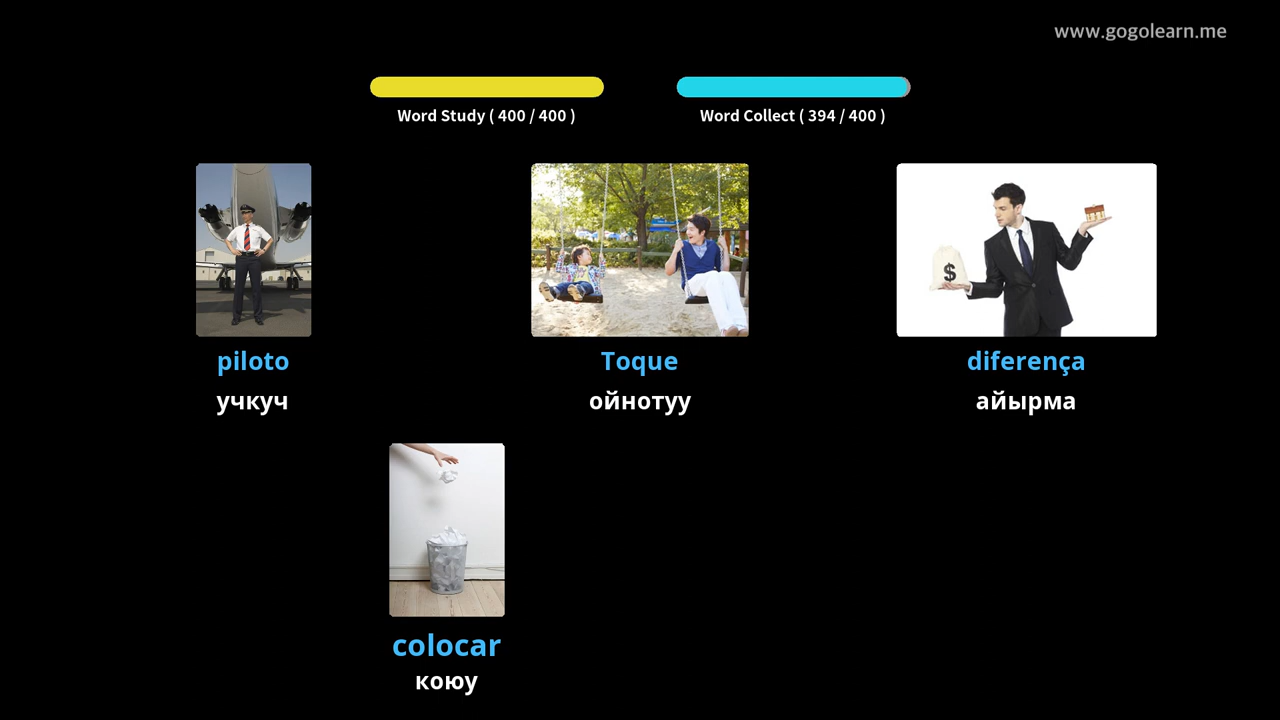 www.gogolearn.me
Word Study ( 400 / 400 )
Word Collect ( 394 / 400 )
piloto
учкуч
Toque
ойнотуу
diferença
айырма
$
colocar
коюу